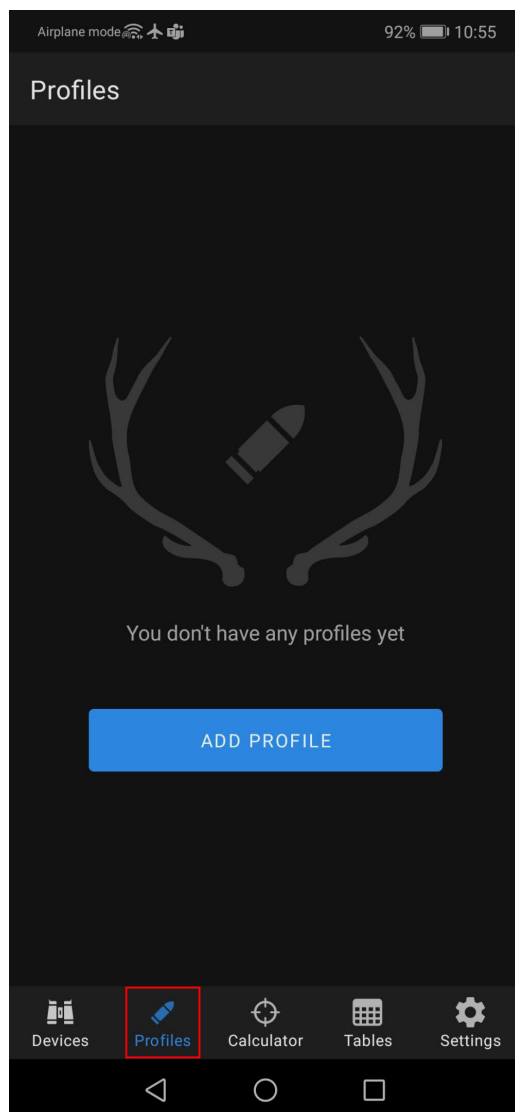 Airplane mode 92% 10:55
Profiles
You don't have any profiles yet
ADD PROFILE
Devices Profiles Calculator Tables Settings